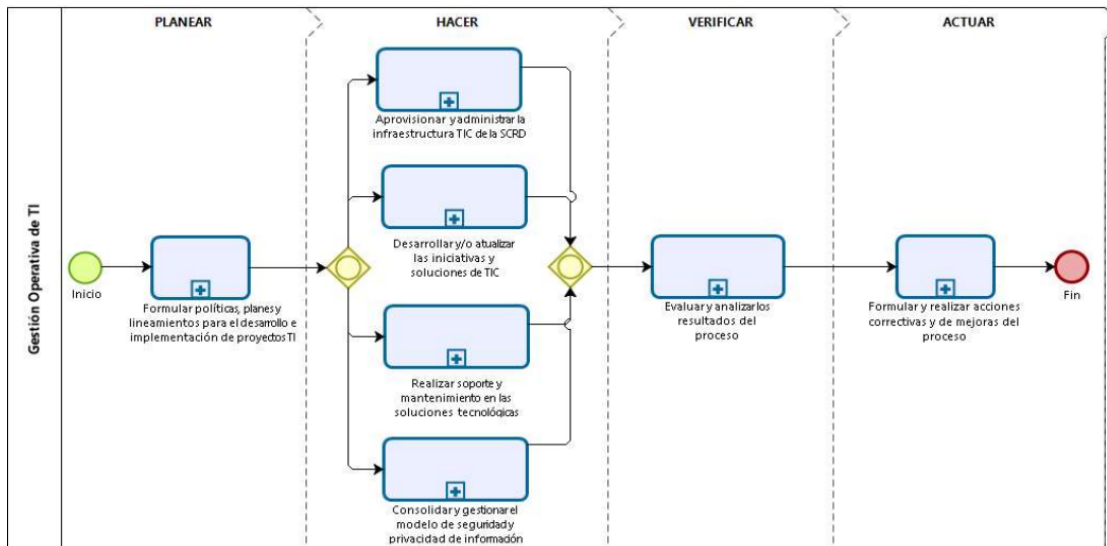 PLANEAR
HACER
VERIFICAR
ACTUAR
Gestión Operativa de TI
Inicio
Formular políticas, planes y
lineamientos para el desarrollo e
implementación de proyectos TI
Aprovisionar y administrar la
infraestructura TIC de la SCRD
Desarrollar y/o atualizar
las iniciativas y
soluciones de TIC
Realizar soporte y
mantenimiento en las
soluciones tecnológicas
Consolidar y gestionar el
modelo de seguridad y
privacidad de información
Evaluar y analizar los
resultados del
proceso
Formular y realizar acciones
correctivas y de mejoras del
proceso
Fin